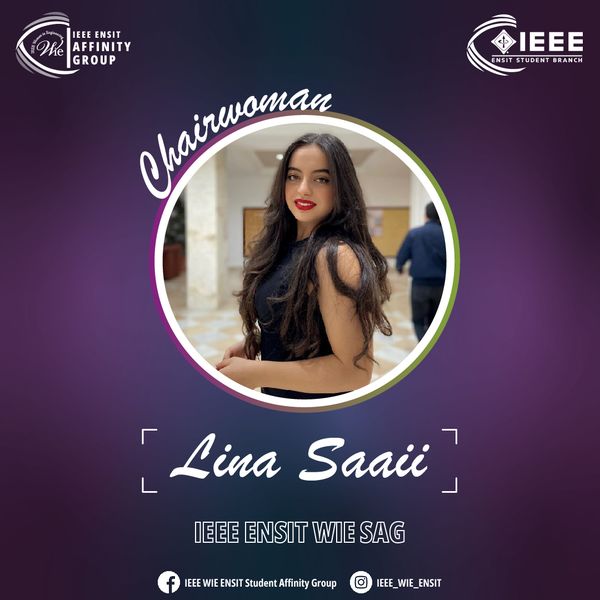 IEEE ENSIT
AFFINITY
GROUP
IEEE
ENSIT STUDENT BRANCH
Chairwoman
Lina Saaii
IEEE ENSIT WIE SAG
IEEE WIE ENSIT Student Affinity Group
IEEE_WIE_ENSIT